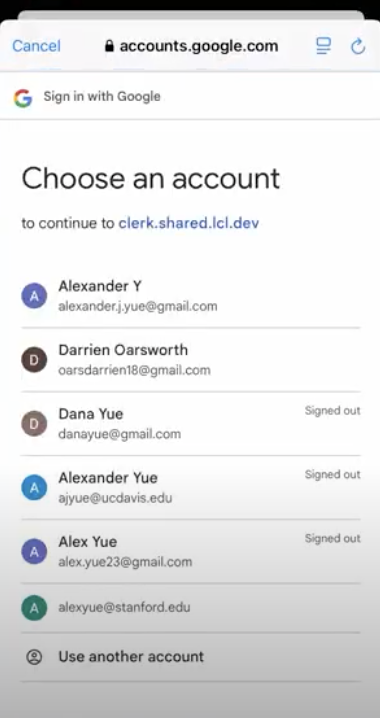 Cancel
accounts.google.com
Sign in with Google
Choose an account
to continue to clerk.shared.lcl.dev
A
Alexander Y
alexander.j.yue@gmail.com
D
Darrien Oarsworth
oarsdarrien18@gmail.com
D
Dana Yue
Signed out
danayue@gmail.com
A
Alexander Yue
Signed out
ajyue@ucdavis.edu
A
Alex Yue
Signed out
alex.yue23@gmail.com
A
alexyue@stanford.edu
Use another account